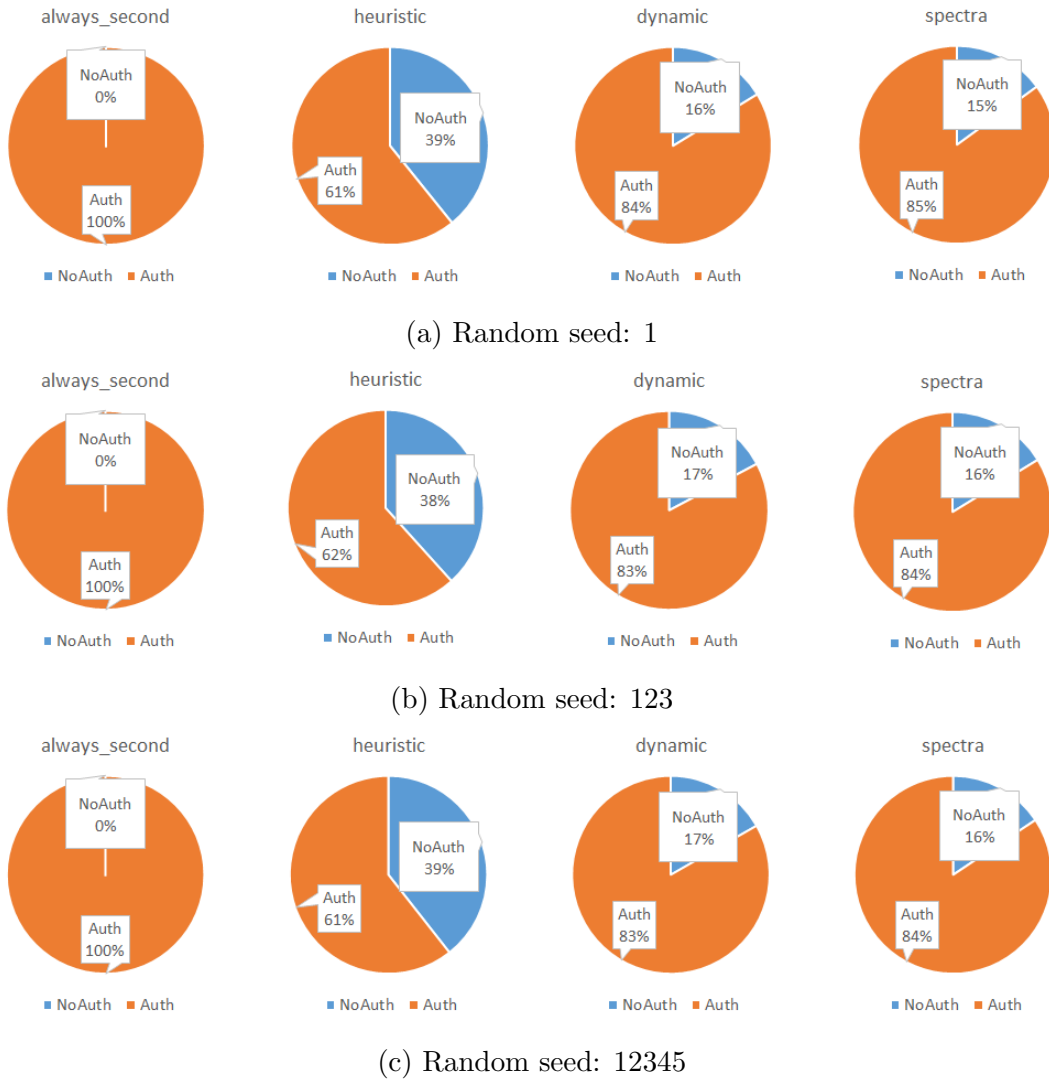 always_second heuristic dynamic spectra
NoAuth
0%
NoAuth
39%
NoAuth
16%
NoAuth
15%
Auth
100%
Auth
61%
Auth
84%
Auth
85%
NoAuth Auth NoAuth Auth NoAuth Auth NoAuth Auth
(a) Random seed: 1
always_second heuristic dynamic spectra
NoAuth
0%
NoAuth
38%
NoAuth
17%
NoAuth
16%
Auth
100%
Auth
62%
Auth
83%
Auth
84%
NoAuth Auth NoAuth Auth NoAuth Auth NoAuth Auth
(b) Random seed: 123
always_second heuristic dynamic spectra
NoAuth
0%
NoAuth
39%
NoAuth
17%
NoAuth
16%
Auth
100%
Auth
61%
Auth
83%
Auth
84%
NoAuth Auth NoAuth Auth NoAuth Auth NoAuth Auth
(c) Random seed: 12345